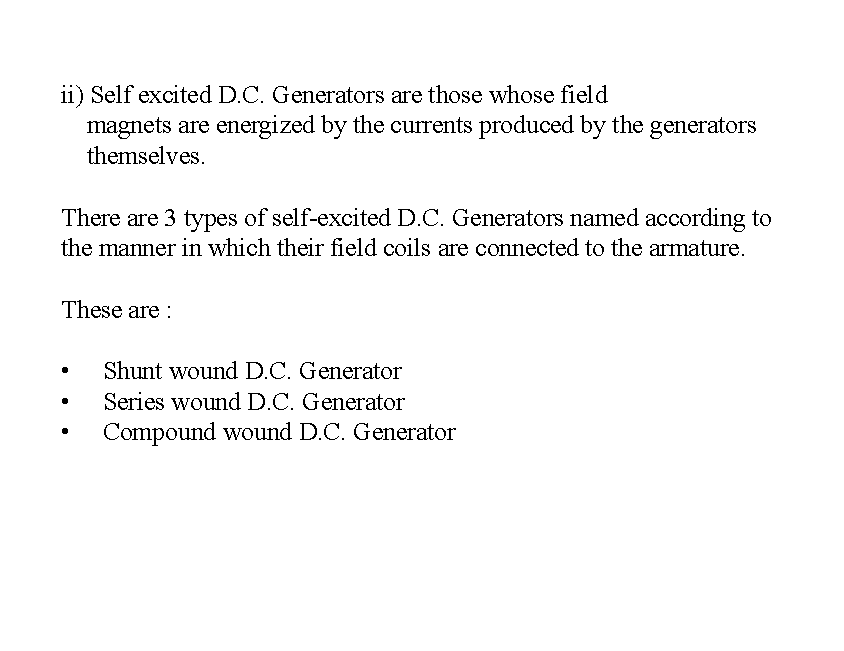 ii) Self excited D.C. Generators are those whose field
magnets are energized by the currents produced by the generators
themselves.
There are 3 types of self-excited D.C. Generators named according to
the manner in which their field coils are connected to the armature.
These are :
• Shunt wound D.C. Generator
• Series wound D.C. Generator
• Compound wound D.C. Generator